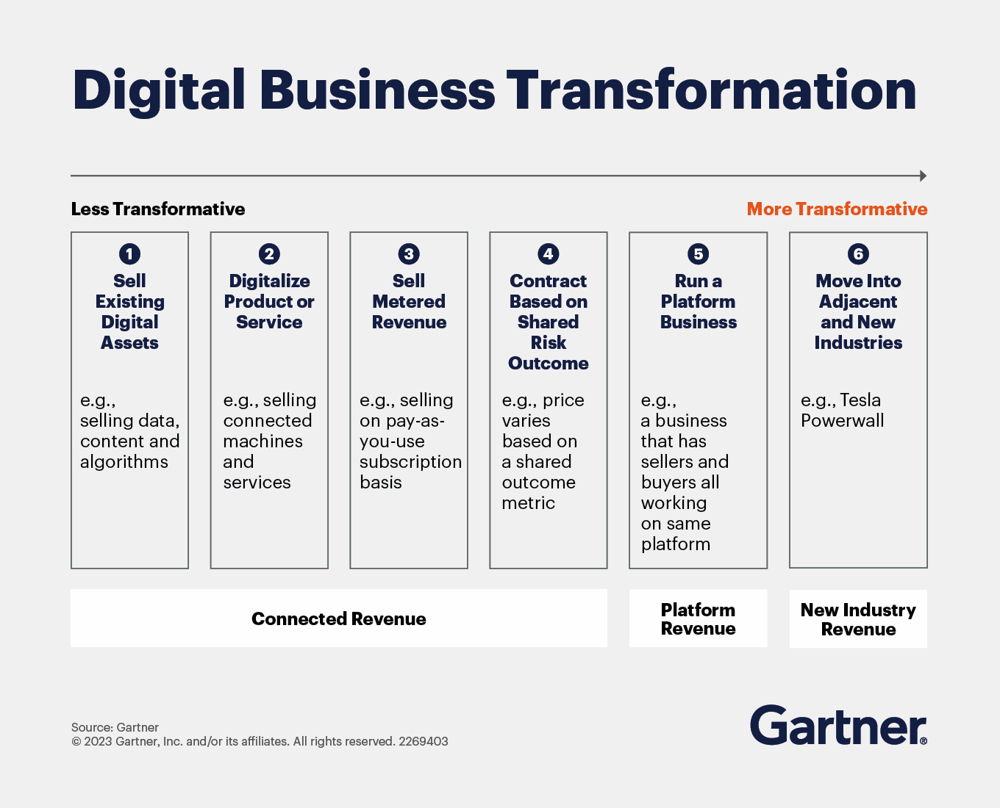 Digital Business Transformation
Less Transformative
More Transformative
1
Sell
Existing
Digital
Assets
e.g.,
selling data,
content and
algorithms
2
Digitalize
Product or
Service
e.g., selling
connected
machines
and
services
3
Sell
Metered
Revenue
e.g., selling
on pay-as-
you-use
subscription
basis
4
Contract
Based on
Shared
Risk
Outcome
e.g., price
varies
based on
a shared
outcome
metric
5
Run a
Platform
Business
e.g.,
a business
that has
sellers and
buyers all
working
on same
platform
6
Move Into
Adjacent
and New
Industries
e.g., Tesla
Powerwall
Connected Revenue
Platform
Revenue
New Industry
Revenue
Source: Gartner
© 2023 Gartner, Inc. and/or its affiliates. All rights reserved. 2269403
Gartner®